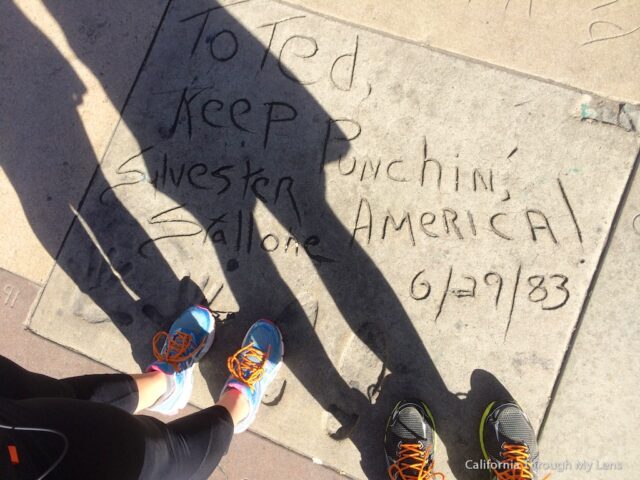 To Ted,
Keep Punchin',
America!
Sylvester
Stallone
6/29/83
California Through My Lens